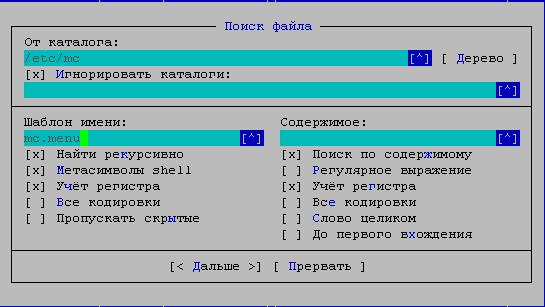 Поиск файла
От каталога:
/etc/mc [^] [ Дерево ]
[x] Игнорировать каталоги:
[^]
Шаблон имени: Содержимое:
mc.menu [^] [^]
[x] Найти рекурсивно [x] Поиск по содержимому
[x] Метасимволы shell [ ] Регулярное выражение
[x] Учёт регистра [x] Учёт регистра
[ ] Все кодировки [ ] Все кодировки
[ ] Пропускать скрытые [ ] Слово целиком
[ ] До первого вхождения
[< Дальше >] [ Прервать ]